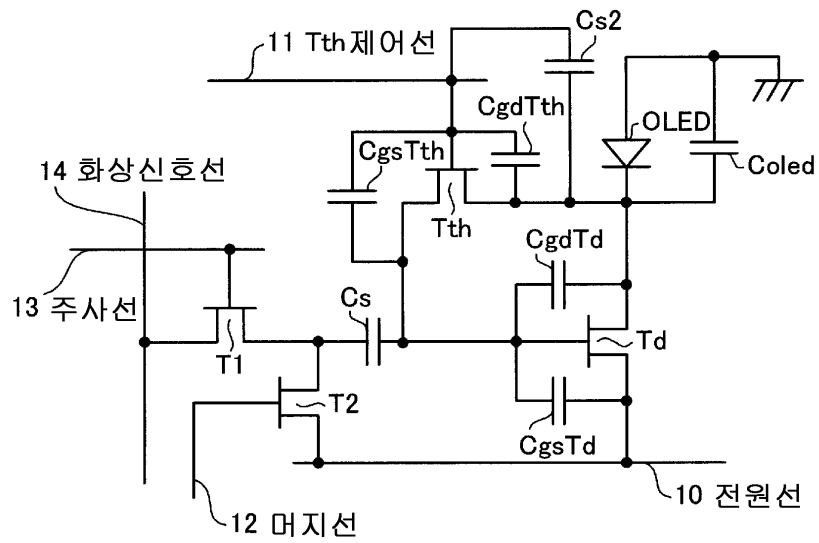 11 Tth제어선
Cs2
CgdTth
OLED
CgsTth
Coled
14 화상신호선
Tth
CgdTd
13 주사선
Cs
T1
Td
T2
CgsTd
10 전원선
12 머지선